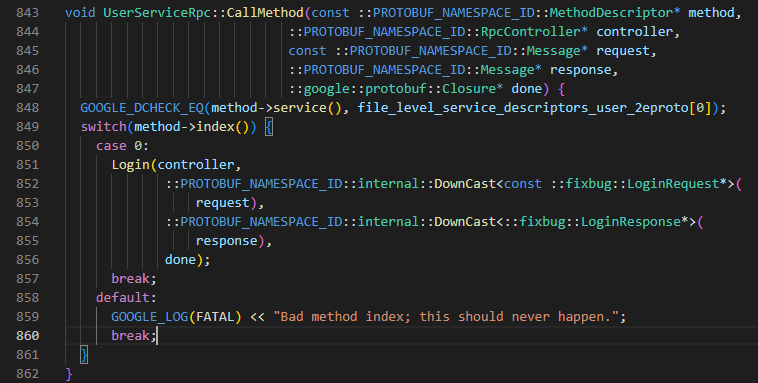 843 void UserServiceRpc::CallMethod(const ::PROTOBUF_NAMESPACE_ID::MethodDescriptor* method,
844 ::PROTOBUF_NAMESPACE_ID::RpcController* controller,
845 const ::PROTOBUF_NAMESPACE_ID::Message* request,
846 ::PROTOBUF_NAMESPACE_ID::Message* response,
847 ::google::protobuf::Closure* done) {
848 GOOGLE_DCHECK_EQ(method->service(), file_level_service_descriptors_user_2eproto[0]);
849 switch(method->index()) {
850 case 0:
851 Login(controller,
852 ::PROTOBUF_NAMESPACE_ID::internal::DownCast<const ::fixbug::LoginRequest*>(
853 request),
854 ::PROTOBUF_NAMESPACE_ID::internal::DownCast<::fixbug::LoginResponse*>(
855 response),
856 done);
857 break;
858 default:
859 GOOGLE_LOG(FATAL) << "Bad method index; this should never happen.";
860 break;
861 }
862 }